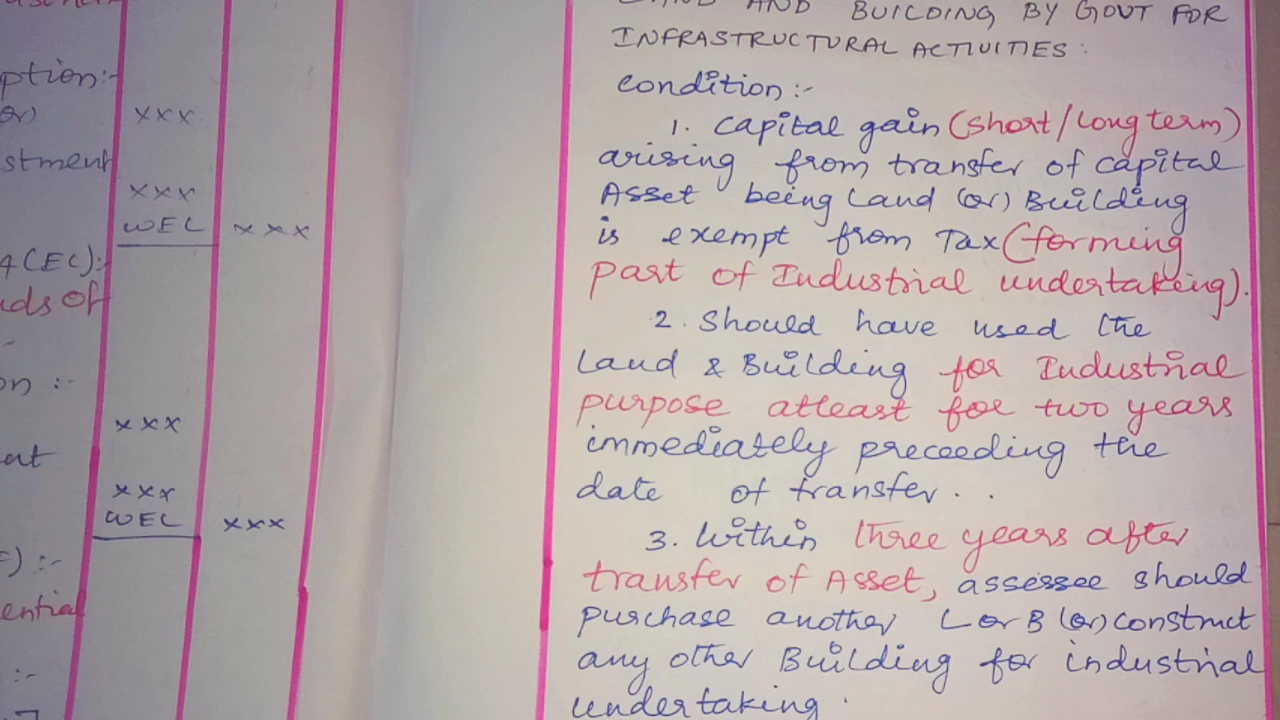 ption:-
xxx
stment
xxx
WEL xxx
4(EC):-
ds of
on :-
xxx
xxx
WEL xxx
ential
:-
LAND AND BUILDING BY GOVT FOR
INFRASTRUCTURAL ACTIVITIES:
condition:-
1. Capital gain (short/long term)
arising from transfer of capital
Asset being Land (or) Building
is exempt from Tax (forming
part of Industrial undertaking).
2. Should have used the
Land & Building for Industrial
purpose atleast for two years
immediately preceeding the
date of transfer..
3. Within three years after
transfer of Asset, assessee should
purchase another L or B (or) construct
any other Building for industrial
undertaking.